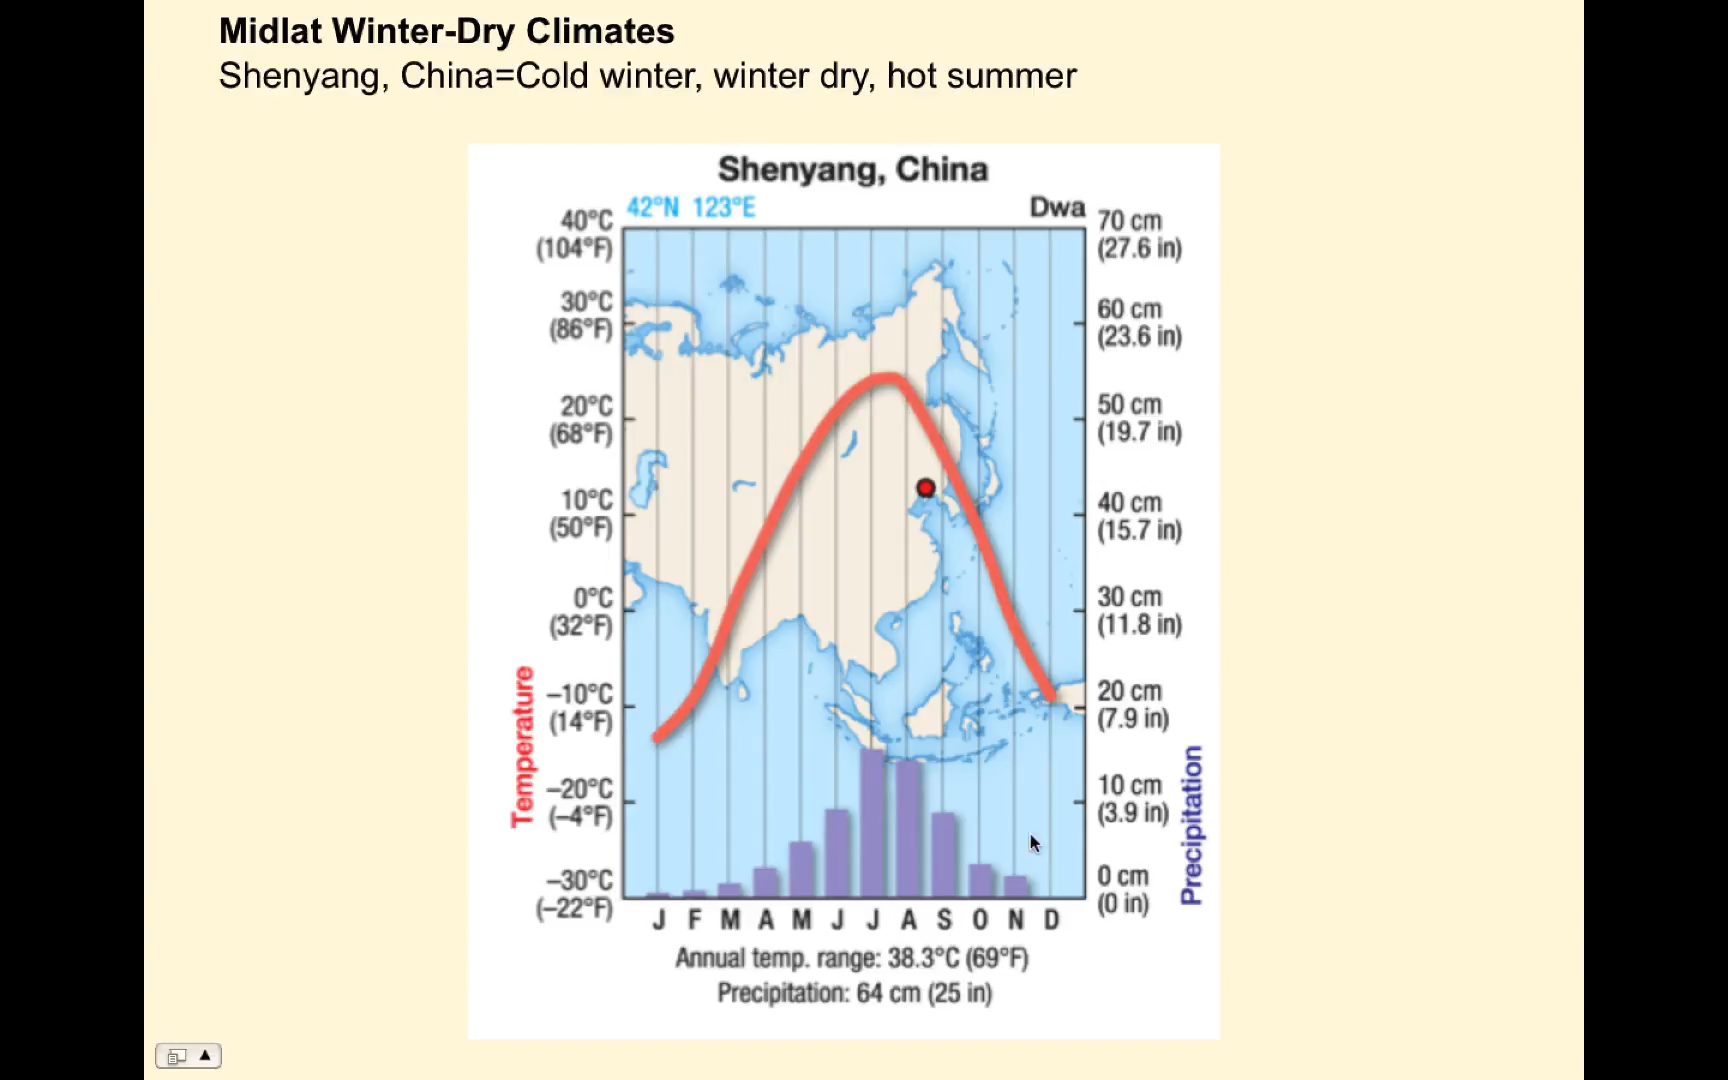 Midlat Winter-Dry Climates
Shenyang, China=Cold winter, winter dry, hot summer
Shenyang, China
42°N 123°E
Dwa
40°C
(104°F)
30°C
(86°F)
20°C
(68°F)
10°C
(50°F)
0°C
(32°F)
–10°C
(14°F)
–20°C
(–4°F)
–30°C
(–22°F)
Temperature
70 cm
(27.6 in)
60 cm
(23.6 in)
50 cm
(19.7 in)
40 cm
(15.7 in)
30 cm
(11.8 in)
20 cm
(7.9 in)
10 cm
(3.9 in)
0 cm
(0 in)
Precipitation
J F M A M J J A S O N D
Annual temp. range: 38.3°C (69°F)
Precipitation: 64 cm (25 in)